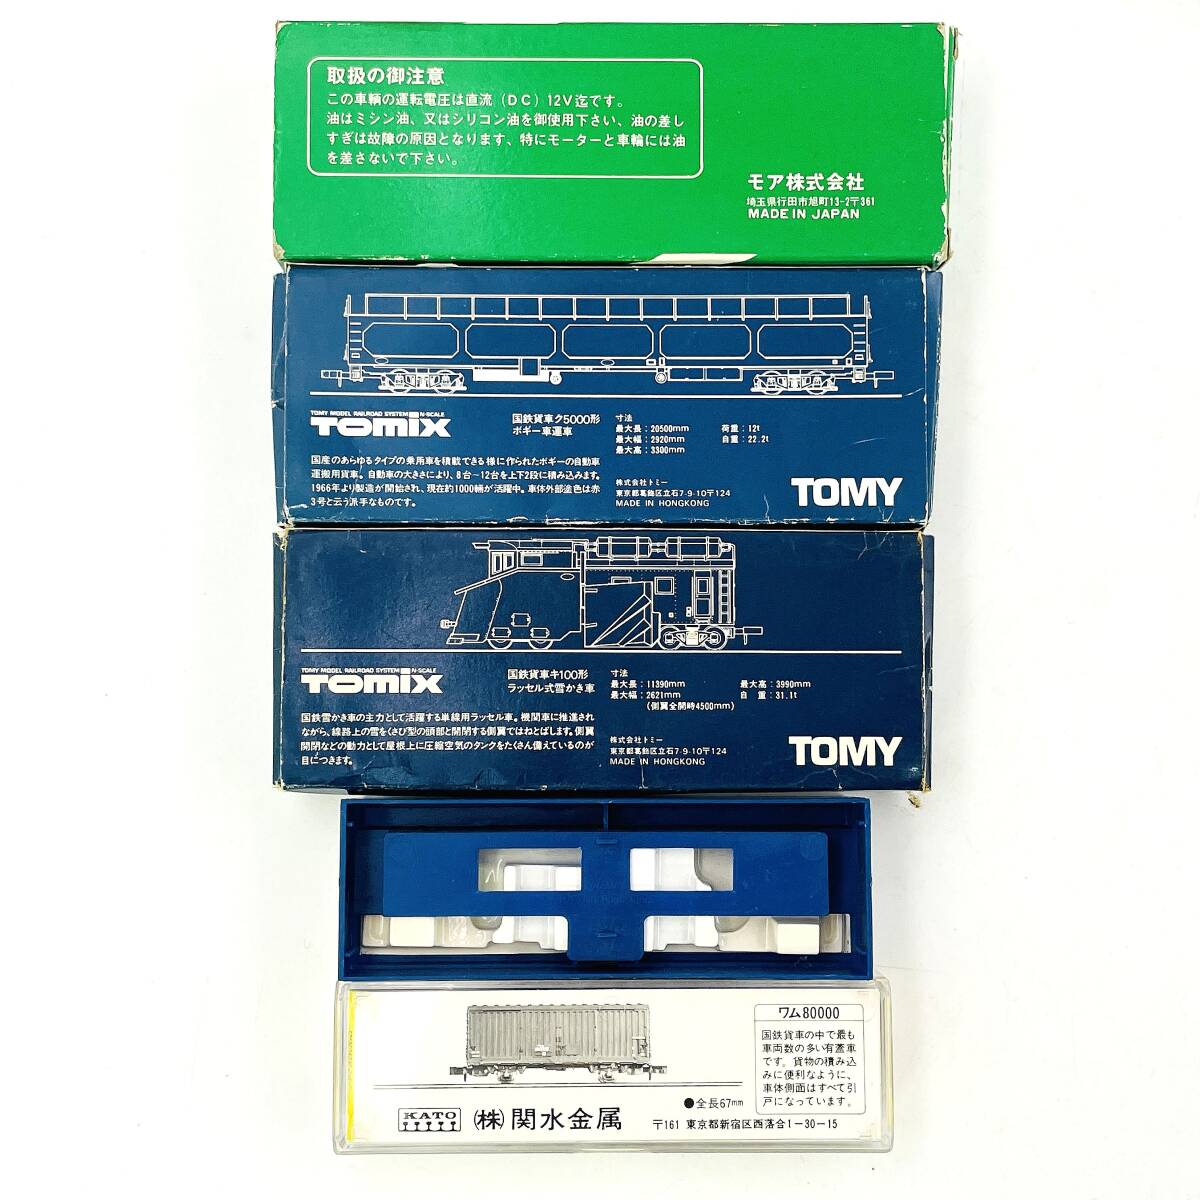 取扱の御注意
この車輌の運転電圧は直流（DC）12V迄です。
油はミシン油、又はシリコン油を御使用下さい、油の差し
すぎは故障の原因となります、特にモーターと車輪には油
を差さないで下さい。
モア株式会社
埼玉県行田市旭町13-2〒361
MADE IN JAPAN
TOMY MODEL RAILROAD SYSTEM N-SCALE
TOMIX
国鉄貨車ク5000形
ボギー車運車
国産のあらゆるタイプの乗用車を積載できる様に作られたボギーの自動車
運搬用貨車。自動車の大きさにより、8台〜12台を上下2段に積み込みます。
1966年より製造が開始され、現在約1000輛が活躍中。車体外部塗色は赤
3号と云う派手なものです。
寸法
最大長：20500mm 荷重：12t
最大幅：2920mm 自重：22.2t
最大高：3300mm
株式会社トミー
東京都葛飾区立石7-9-10〒124
MADE IN HONGKONG
TOMY
TOMY MODEL RAILROAD SYSTEM N-SCALE
TOMIX
国鉄貨車キ100形
ラッセル式雪かき車
国鉄雪かき車の主力として活躍する単線用ラッセル車。機関車に推進され
ながら、線路上の雪をくさび型の頭部と開閉する側翼ではねとばします。側翼
開閉などの動力として屋根上に圧縮空気のタンクをたくさん備えているのが
目につきます。
寸法
最大長：11390mm 最大高：3990mm
最大幅：2621mm 自重：31.1t
（側翼全開時4500mm）
株式会社トミー
東京都葛飾区立石7-9-10〒124
MADE IN HONGKONG
TOMY
ワム80000
国鉄貨車の中で最も
車両数の多い有蓋車
です。貨物の積み込
みに便利なように、
車体側面はすべて引
戸になっています。
●全長67mm
KATO
㈱関水金属
〒161 東京都新宿区西落合1-30-15